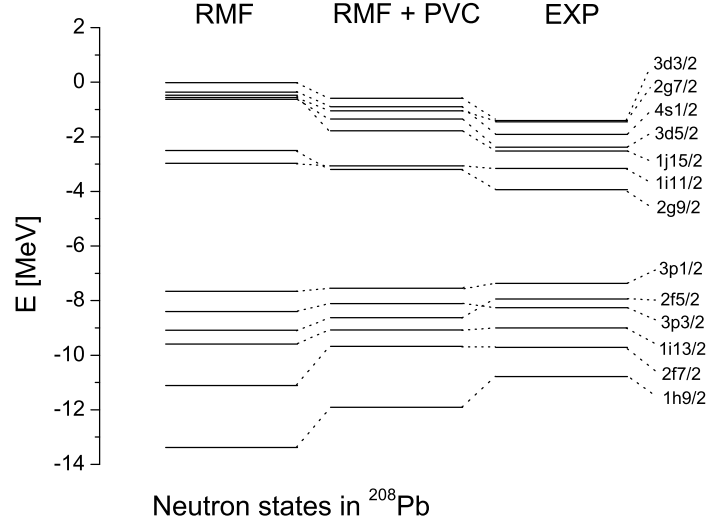 RMF RMF + PVC EXP
2
0
-2
-4
-6
-8
-10
-12
-14
E [MeV]
3d3/2
2g7/2
4s1/2
3d5/2
1j15/2
1i11/2
2g9/2
3p1/2
2f5/2
3p3/2
1i13/2
2f7/2
1h9/2
Neutron states in ²⁰⁸Pb